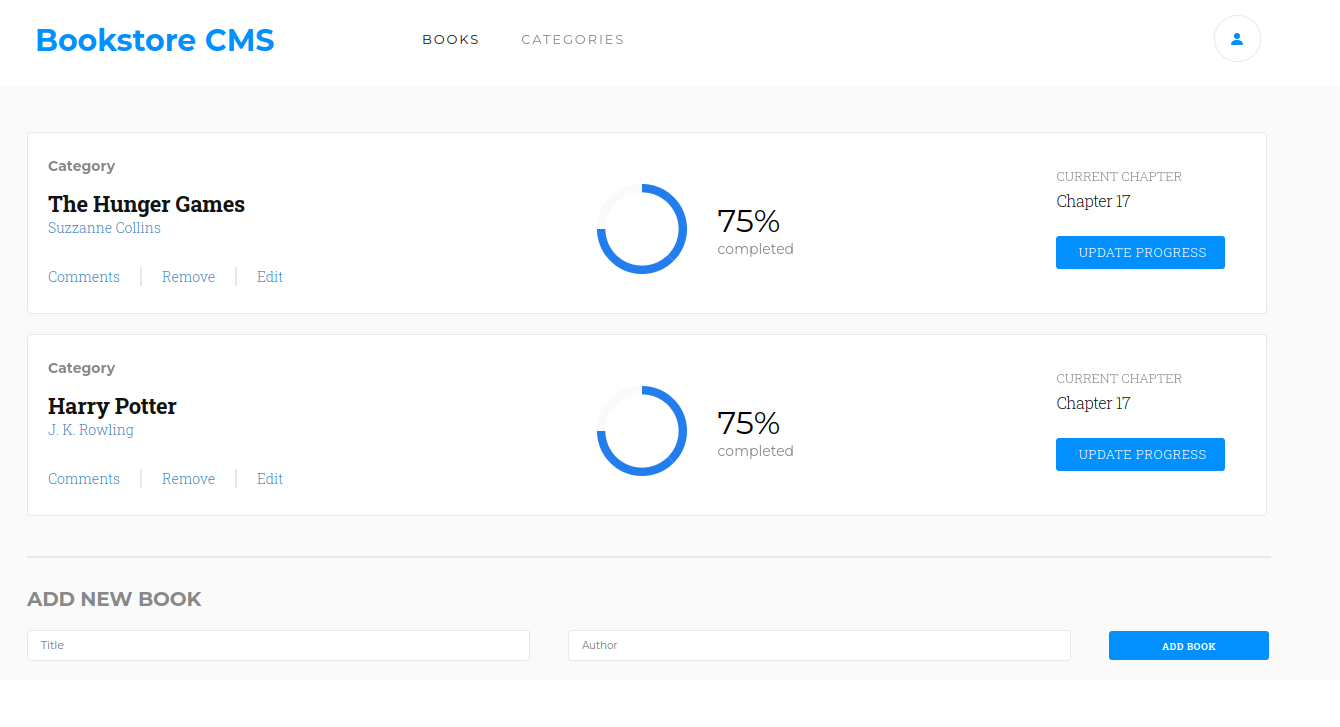 Bookstore CMS
BOOKS
CATEGORIES
Category
The Hunger Games
Suzzanne Collins
Comments
Remove
Edit
75%
completed
CURRENT CHAPTER
Chapter 17
UPDATE PROGRESS
Category
Harry Potter
J. K. Rowling
Comments
Remove
Edit
75%
completed
CURRENT CHAPTER
Chapter 17
UPDATE PROGRESS
ADD NEW BOOK
Title
Author
ADD BOOK